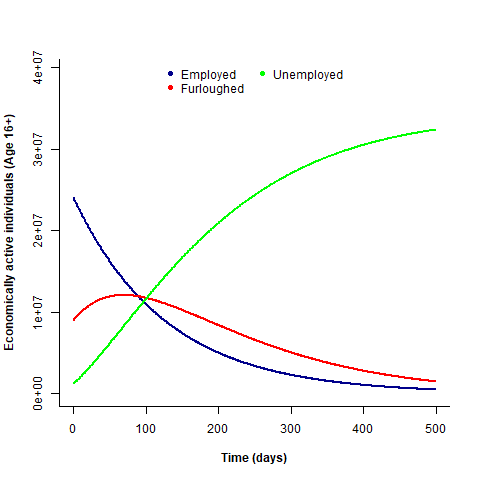 Employed
Unemployed
Furloughed
Economically active individuals (Age 16+)
4e+07
3e+07
2e+07
1e+07
0e+00
0 100 200 300 400 500
Time (days)